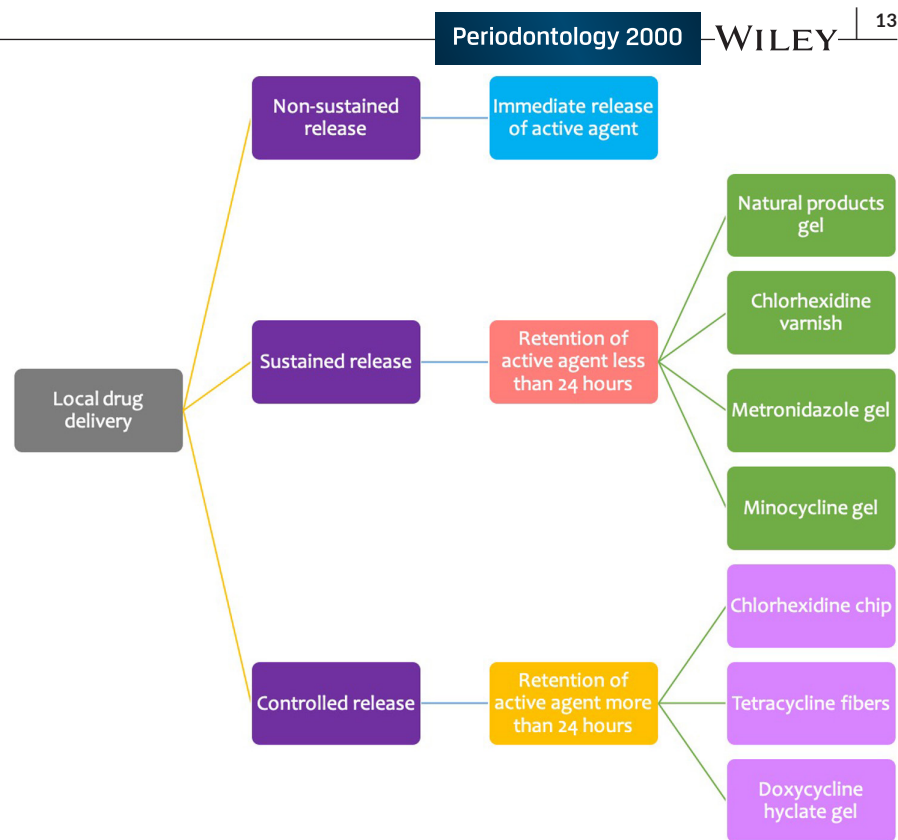 Periodontology 2000
WILEY
13
Non-sustained
release
Immediate release
of active agent
Natural products
gel
Chlorhexidine
varnish
Sustained release
Retention of
active agent less
than 24 hours
Local drug
delivery
Metronidazole gel
Minocycline gel
Chlorhexidine chip
Controlled release
Retention of
active agent more
than 24 hours
Tetracycline fibers
Doxycycline
hyclate gel